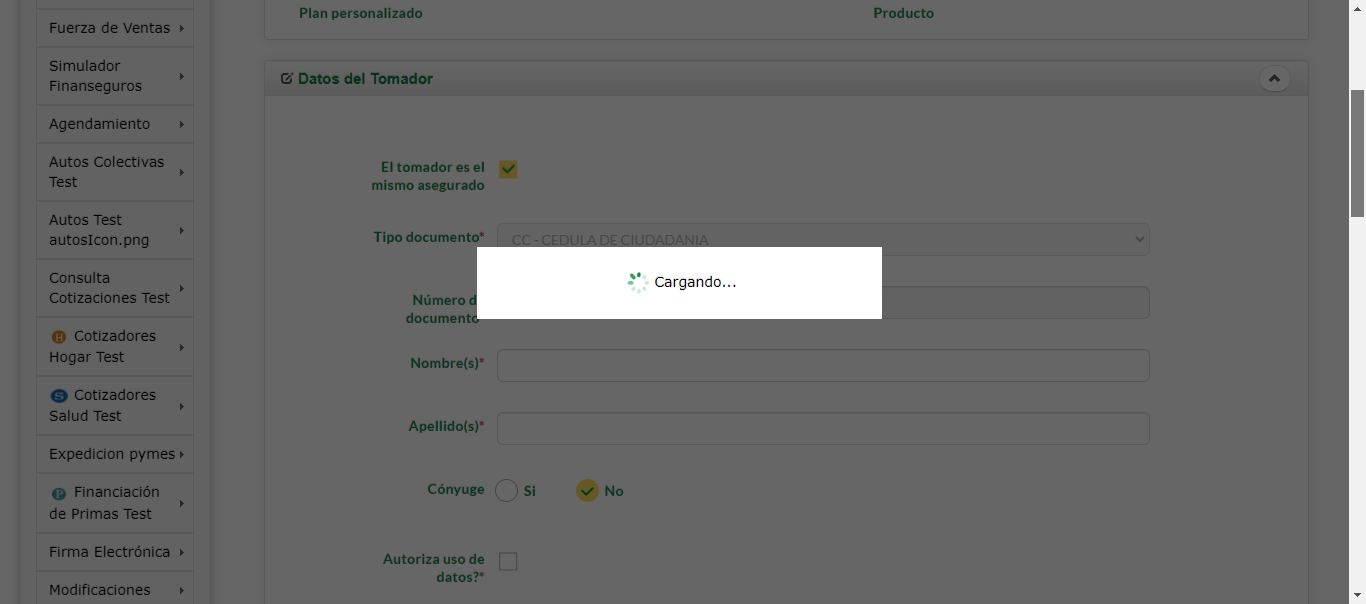 Fuerza de Ventas
Simulador
Finanseguros
Agendamiento
Autos Colectivas
Test
Autos Test
autosIcon.png
Consulta
Cotizaciones Test
H Cotizadores
Hogar Test
S Cotizadores
Salud Test
Expedicion pymes
P Financiación
de Primas Test
Firma Electrónica
Modificaciones
Plan personalizado
Producto
Datos del Tomador
El tomador es el
mismo asegurado
Tipo documento*
CC - CEDULA DE CIUDADANIA
Cargando...
Número d
documento
Nombre(s)*
Apellido(s)*
Cónyuge
Si
No
Autoriza uso de
datos?*